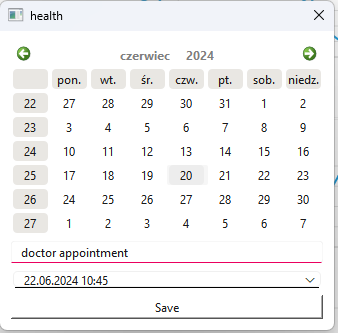 health
czerwiec 2024
pon. wt. śr. czw. pt. sob. niedz.
22 27 28 29 30 31 1 2
23 3 4 5 6 7 8 9
24 10 11 12 13 14 15 16
25 17 18 19 20 21 22 23
26 24 25 26 27 28 29 30
27 1 2 3 4 5 6 7
doctor appointment
22.06.2024 10:45
Save